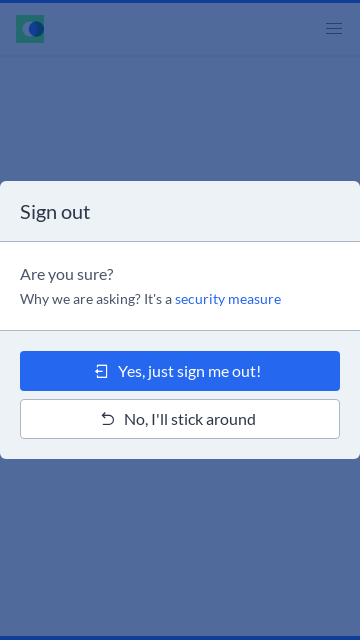 Sign out
Are you sure?
Why we are asking? It's a security measure
Yes, just sign me out!
No, I'll stick around